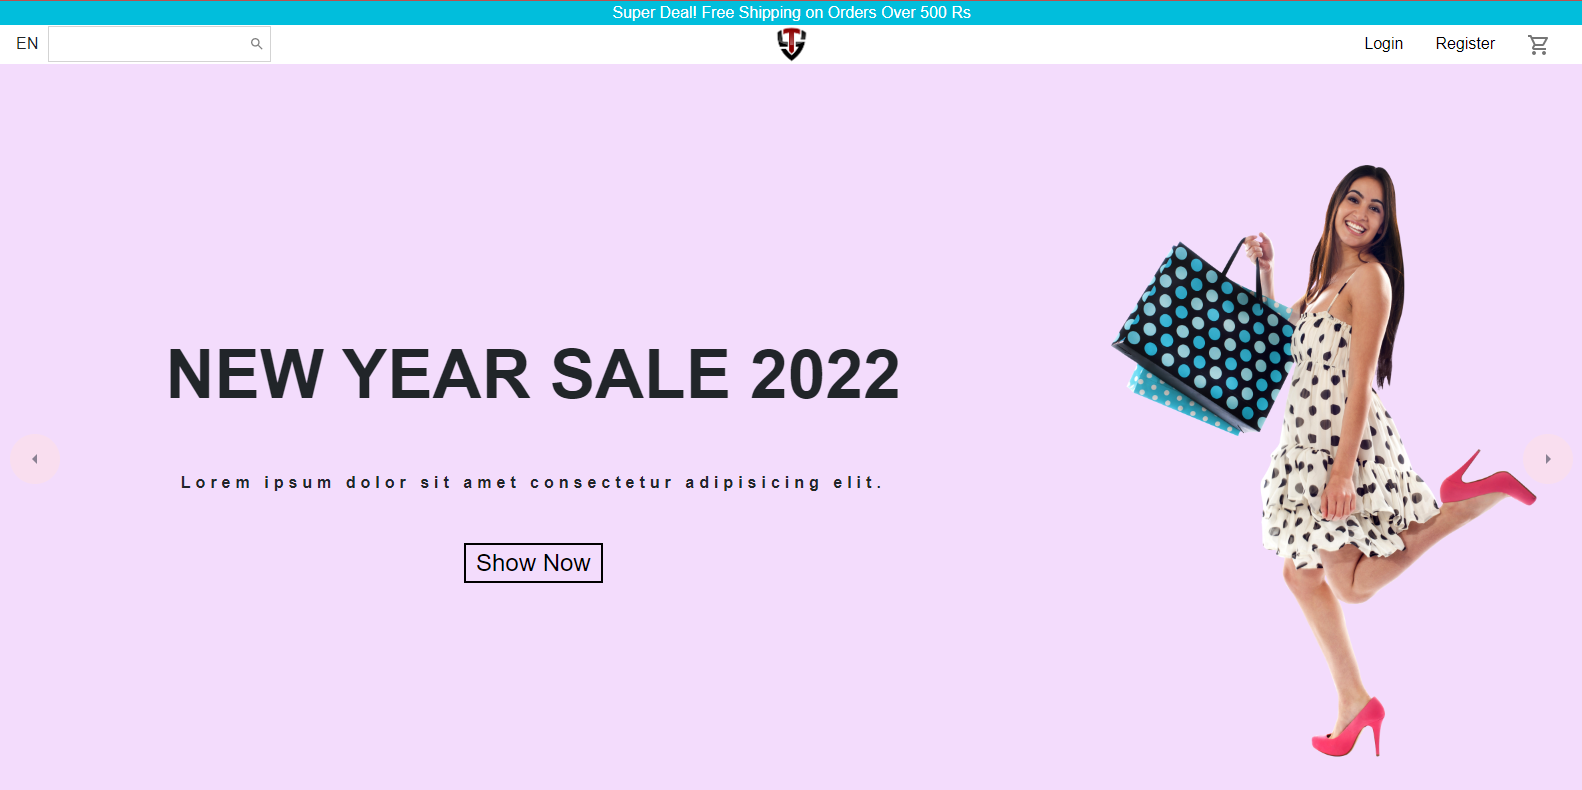 Super Deal! Free Shipping on Orders Over 500 Rs
EN
Login Register
NEW YEAR SALE 2022
Lorem ipsum dolor sit amet consectetur adipisicing elit.
Show Now